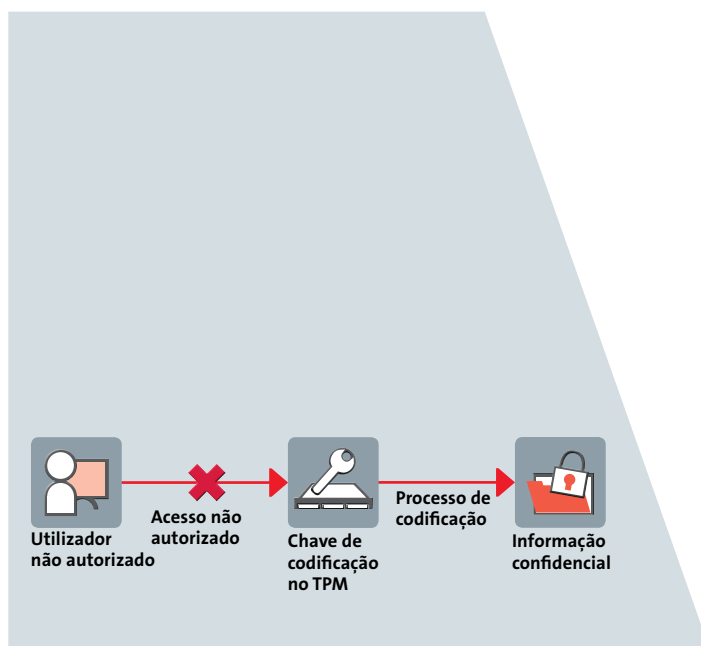 Utilizador
não autorizado
Acesso não
autorizado
Chave de
codificação
no TPM
Processo de
codificação
Informação
confidencial